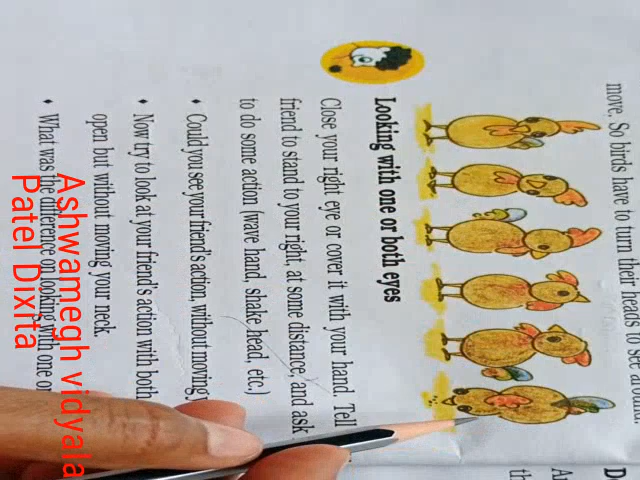 move. So birds have to turn their heads to see around.
Looking with one or both eyes
Close your right eye or cover it with your hand. Tell
friend to stand to your right, at some distance, and ask
to do some action (wave hand, shake head, etc.)
• Could you see your friend's action, without moving
• Now try to look at your friend's action with both
open but without moving your neck.
• What was the difference on looking with one or
Ashwamegh vidyala
Patel Dixita